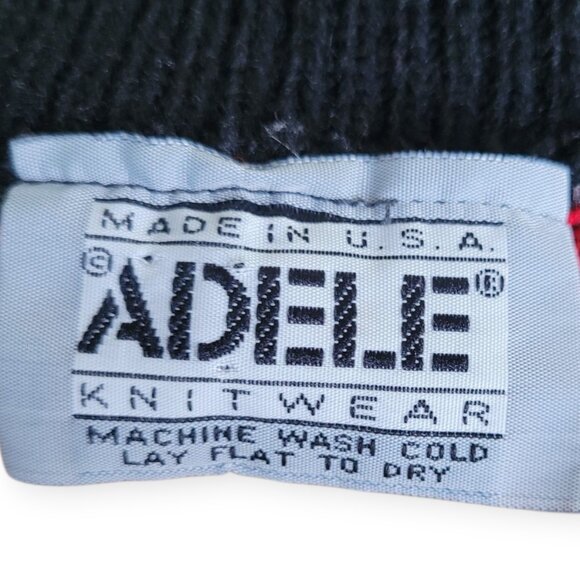 MADE IN U.S.A.
© ADELE ®
KNITWEAR
MACHINE WASH COLD
LAY FLAT TO DRY